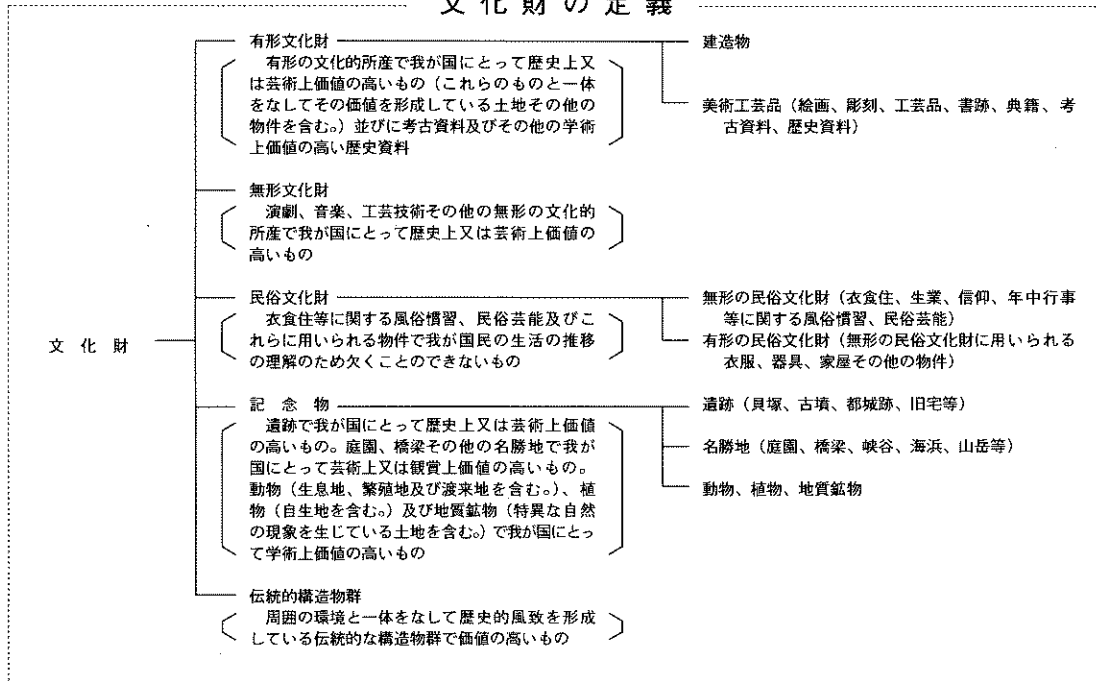 文化財の定義
文化財
有形文化財
有形の文化的所産で我が国にとって歴史上又
は芸術上価値の高いもの（これらのものと一体
をなしてその価値を形成している土地その他の
物件を含む。）並びに考古資料及びその他の学術
上価値の高い歴史資料
建造物
美術工芸品（絵画、彫刻、工芸品、書跡、典籍、考
古資料、歴史資料）
無形文化財
演劇、音楽、工芸技術その他の無形の文化的
所産で我が国にとって歴史上又は芸術上価値の
高いもの
民俗文化財
衣食住等に関する風俗慣習、民俗芸能及びこ
れらに用いられる物件で我が国民の生活の推移
の理解のため欠くことのできないもの
無形の民俗文化財（衣食住、生業、信仰、年中行事
等に関する風俗慣習、民俗芸能）
有形の民俗文化財（無形の民俗文化財に用いられる
衣服、器具、家屋その他の物件）
記念物
遺跡で我が国にとって歴史上又は芸術上価値
の高いもの。庭園、橋梁その他の名勝地で我が
国にとって芸術上又は観賞上価値の高いもの。
動物（生息地、繁殖地及び渡来地を含む。）、植
物（自生地を含む。）及び地質鉱物（特異な自然
の現象を生じている土地を含む。）で我が国にとっ
て学術上価値の高いもの
遺跡（貝塚、古墳、都城跡、旧宅等）
名勝地（庭園、橋梁、峡谷、海浜、山岳等）
動物、植物、地質鉱物
伝統的構造物群
周囲の環境と一体をなして歴史的風致を形成
している伝統的な構造物群で価値の高いもの